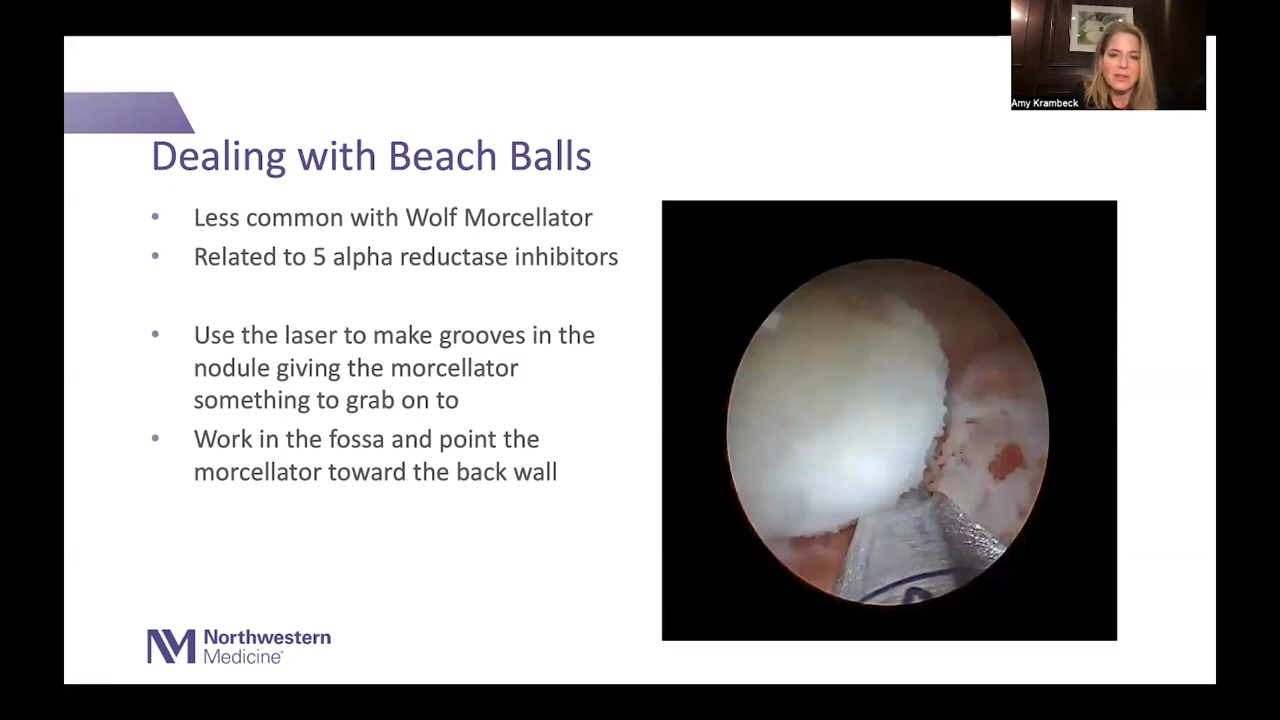 Amy Krambeck
Dealing with Beach Balls
• Less common with Wolf Morcellator
• Related to 5 alpha reductase inhibitors
• Use the laser to make grooves in the
nodule giving the morcellator
something to grab on to
• Work in the fossa and point the
morcellator toward the back wall
NM Northwestern
Medicine®